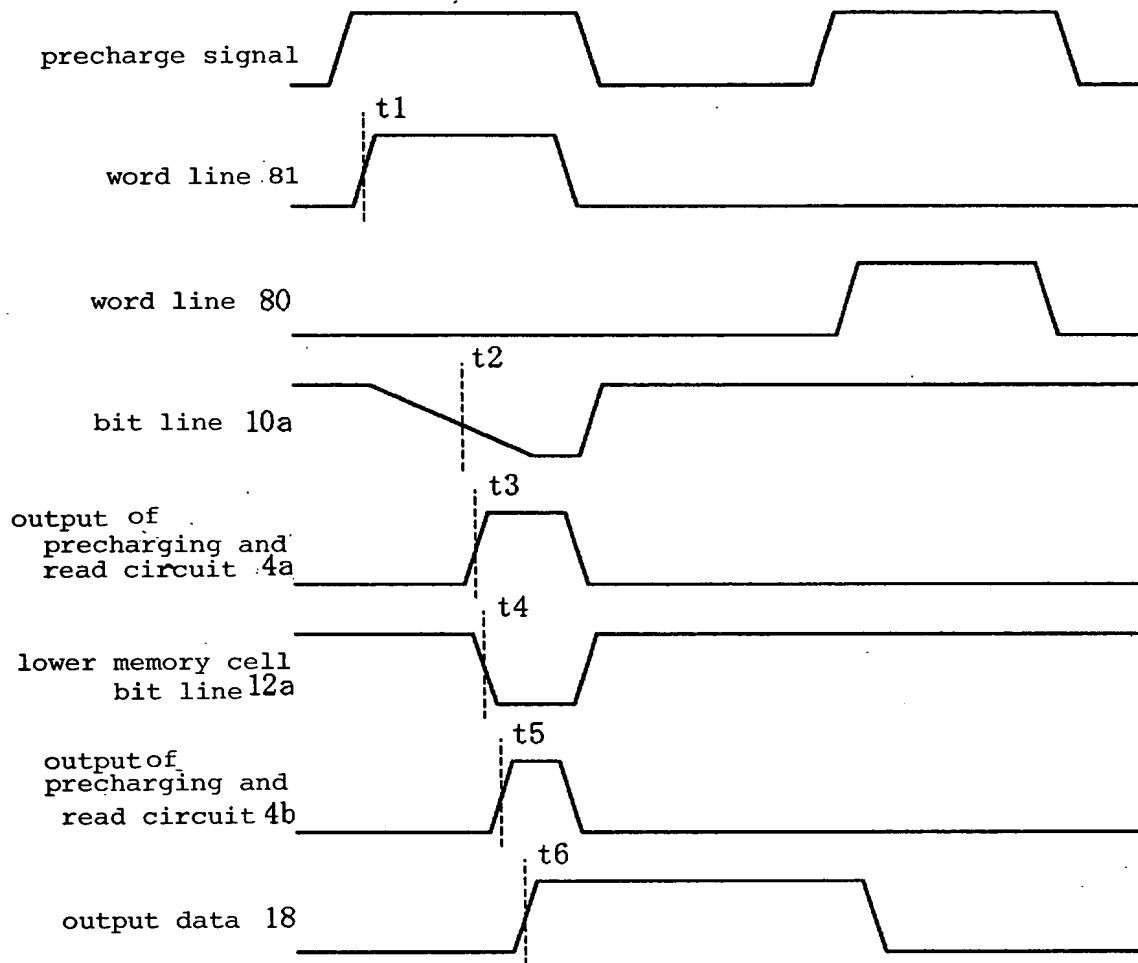 precharge signal
t1
word line 81
word line 80
t2
bit line 10a
t3
output of
precharging and
read circuit 4a
t4
lower memory cell
bit line 12a
t5
output of
precharging and
read circuit 4b
t6
output data 18